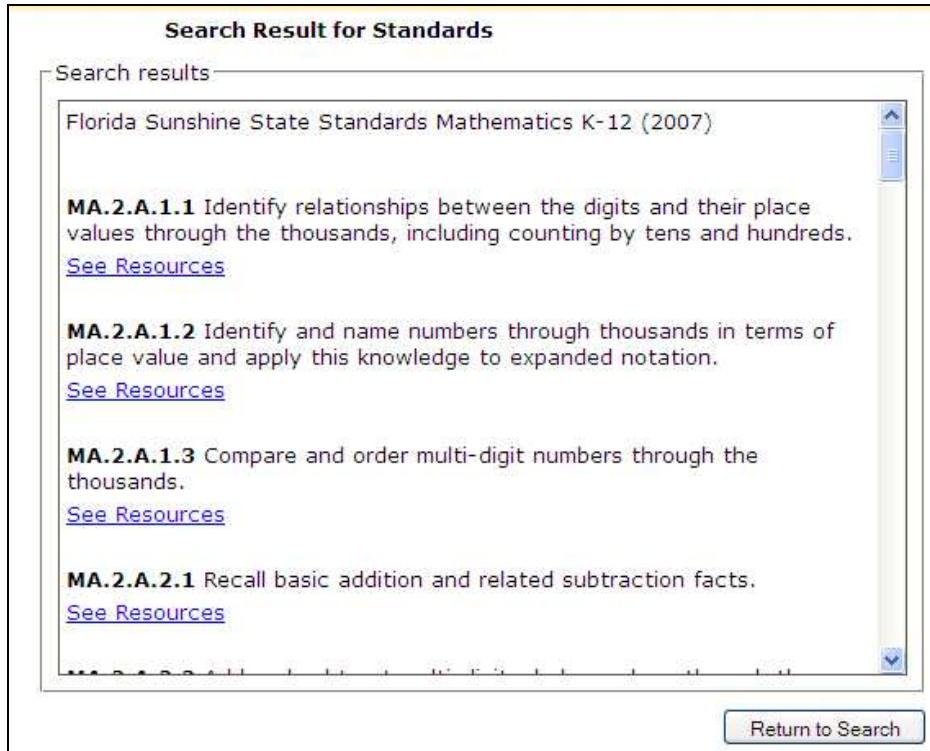 Search Result for Standards
Search results
Florida Sunshine State Standards Mathematics K-12 (2007)
MA.2.A.1.1 Identify relationships between the digits and their place
values through the thousands, including counting by tens and hundreds.
See Resources
MA.2.A.1.2 Identify and name numbers through thousands in terms of
place value and apply this knowledge to expanded notation.
See Resources
MA.2.A.1.3 Compare and order multi-digit numbers through the
thousands.
See Resources
MA.2.A.2.1 Recall basic addition and related subtraction facts.
See Resources
Return to Search